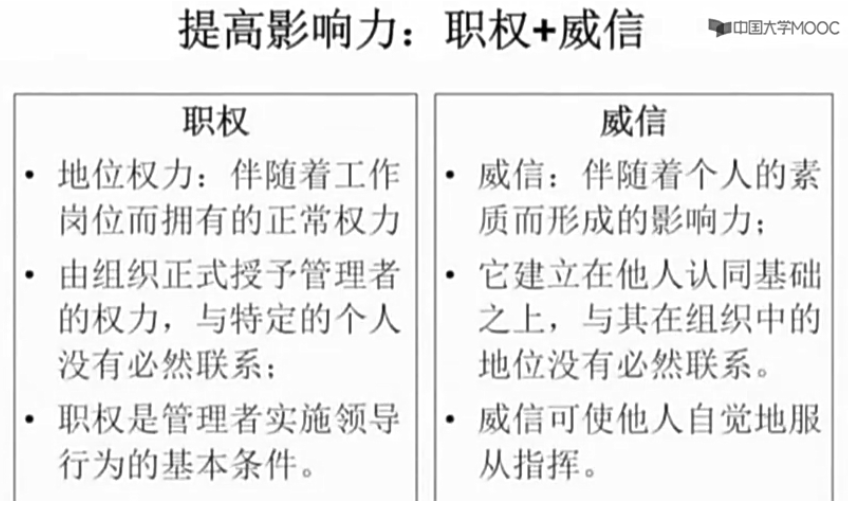 提高影响力：职权+威信
中国大学MOOC
职权
• 地位权力：伴随着工作
岗位而拥有的正常权力
• 由组织正式授予管理者
的权力，与特定的个人
没有必然联系；
• 职权是管理者实施领导
行为的基本条件。
威信
• 威信：伴随着个人的素
质而形成的影响力；
• 它建立在他人认同基础
之上，与其在组织中的
地位没有必然联系。
• 威信可使他人自觉地服
从指挥。